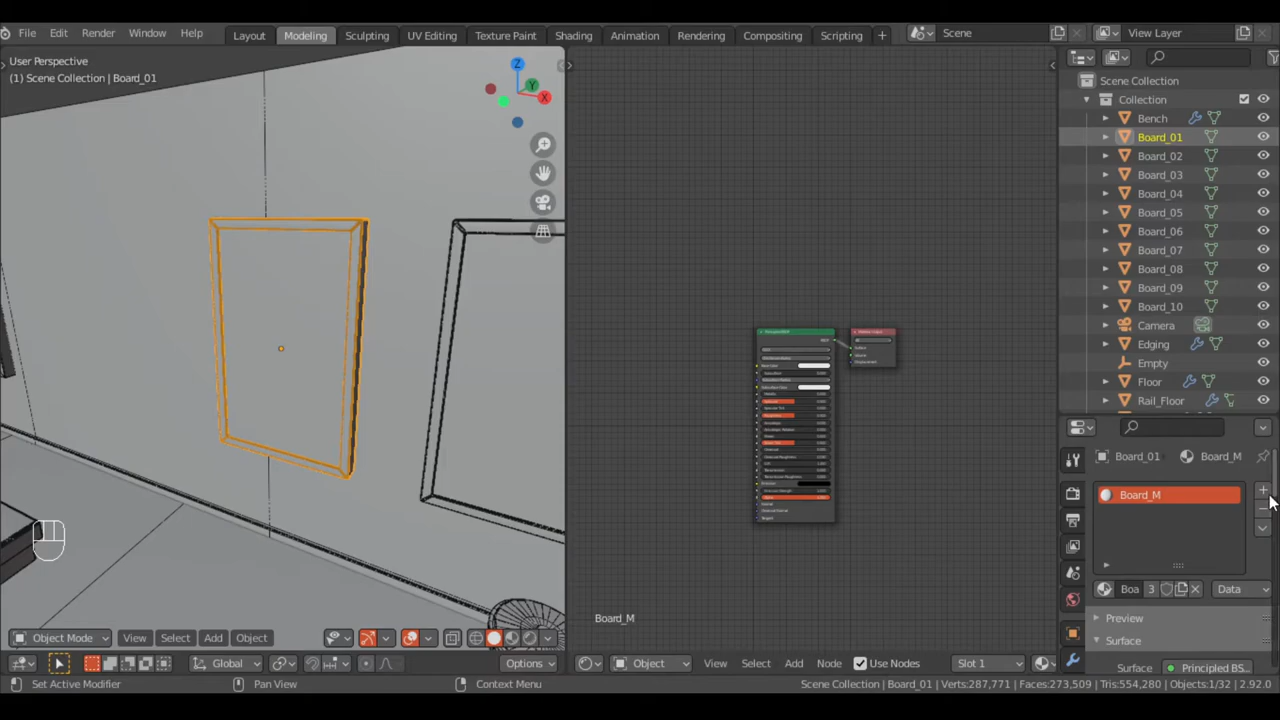 File Edit Render Window Help Layout Modeling Sculpting UV Editing Texture Paint Shading Animation Rendering Compositing Scripting Scene View Layer
User Perspective
(1) Scene Collection | Board_01
Z
Y
X
Board_M
Object Mode View Select Add Object
Global Options
Object View Select Add Node Use Nodes Slot 1
Scene Collection
Collection
Bench
Board_01
Board_02
Board_03
Board_04
Board_05
Board_06
Board_07
Board_08
Board_09
Board_10
Camera
Edging
Empty
Floor
Rail_Floor
Board_01 Board_M
Board_M
Boa 3 Data
Preview
Surface
Surface Principled BS...
Set Active Modifier Pan View Context Menu Scene Collection | Board_01 | Verts:287,771 | Faces:273,509 | Tris:554,280 | Objects:1/32 | 2.92.0